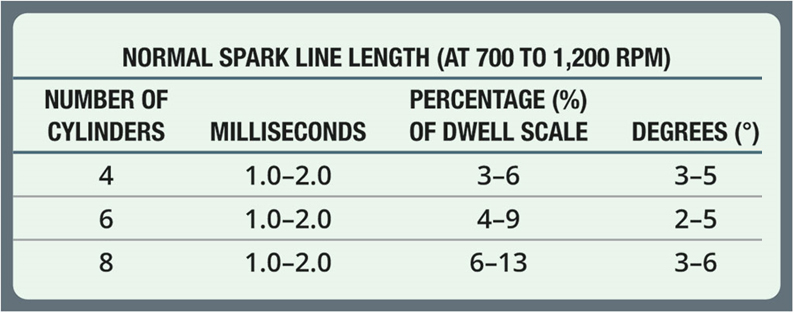 NORMAL SPARK LINE LENGTH (AT 700 TO 1,200 RPM)
NUMBER OF CYLINDERS MILLISECONDS PERCENTAGE (%) OF DWELL SCALE DEGREES (°)
4 1.0–2.0 3–6 3–5
6 1.0–2.0 4–9 2–5
8 1.0–2.0 6–13 3–6